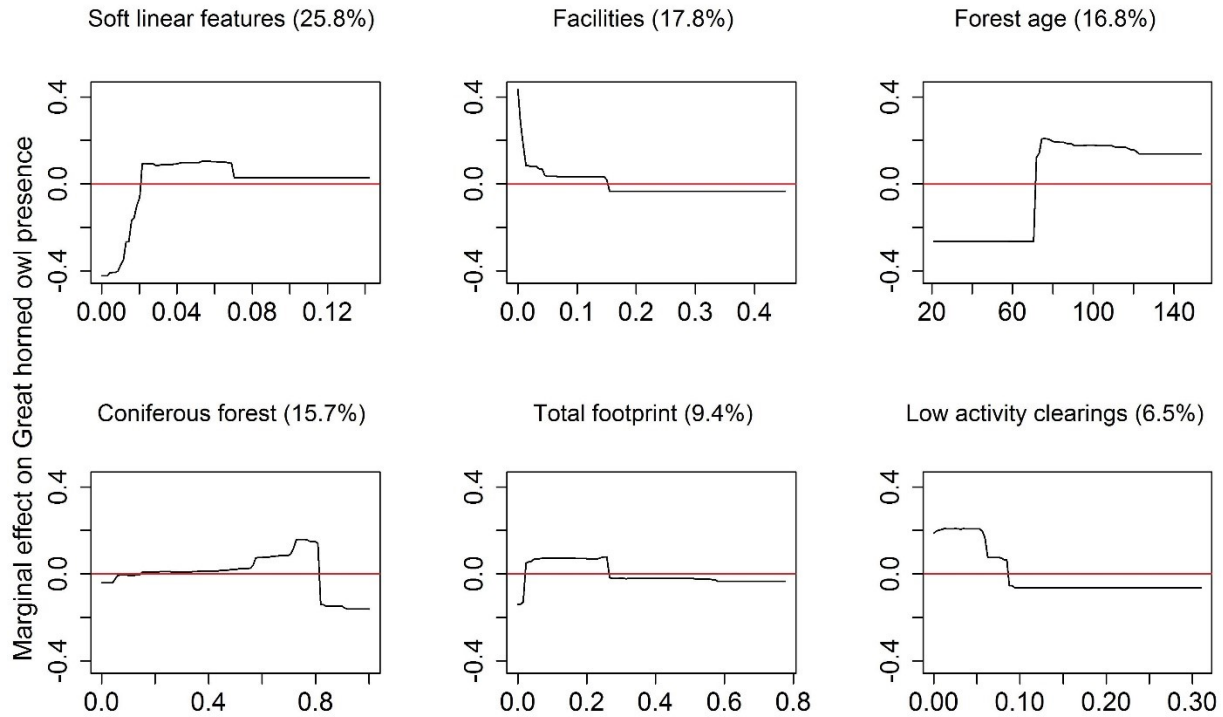 Soft linear features (25.8%)
Facilities (17.8%)
Forest age (16.8%)
Marginal effect on Great horned owl presence
0.4
0.0
-0.4
0.00 0.04 0.08 0.12
0.4
0.0
-0.4
0.0 0.1 0.2 0.3 0.4
0.4
0.0
-0.4
20 60 100 140
Coniferous forest (15.7%)
Total footprint (9.4%)
Low activity clearings (6.5%)
0.4
0.0
-0.4
0.0 0.4 0.8
0.4
0.0
-0.4
0.0 0.2 0.4 0.6 0.8
0.4
0.0
-0.4
0.00 0.10 0.20 0.30